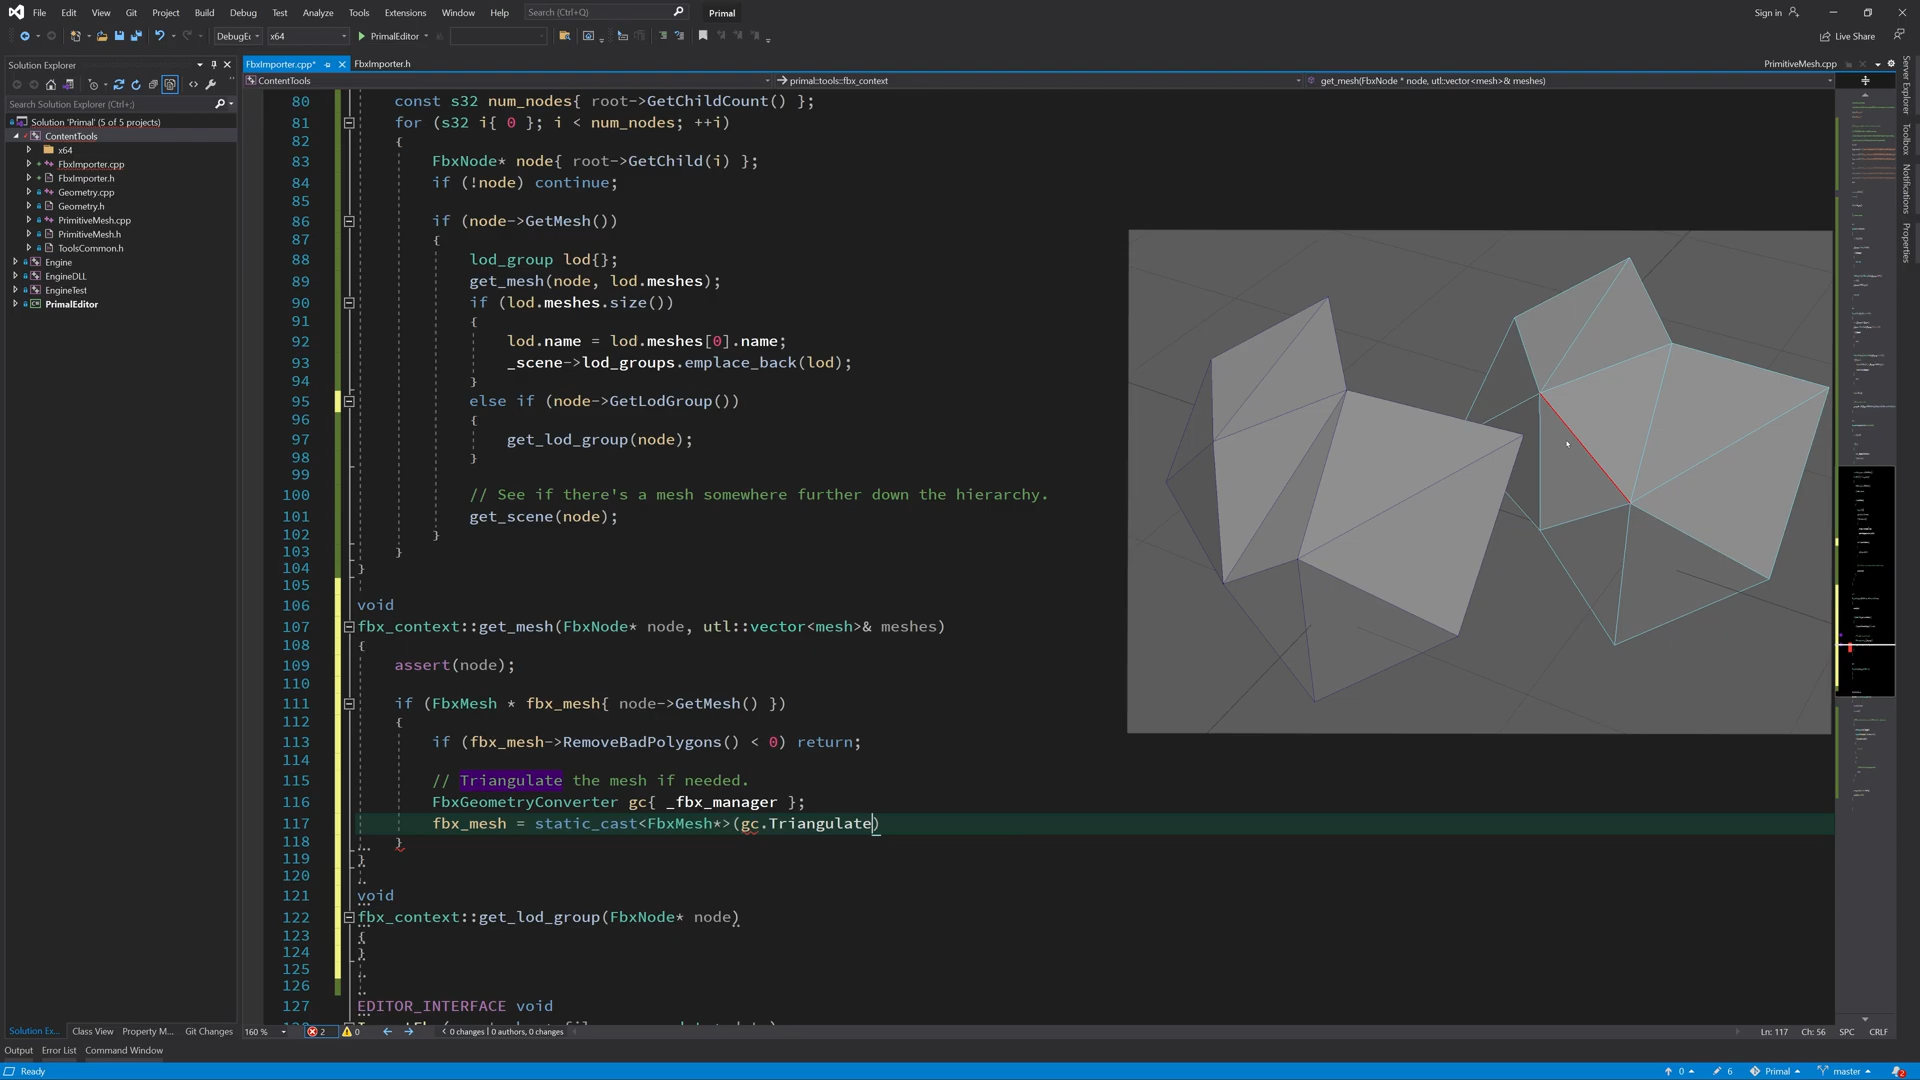 File Edit View Git Project Build Debug Test Analyze Tools Extensions Window Help Search (Ctrl+Q) Primal Sign in
DebugEc x64 PrimalEditor Live Share
Solution Explorer
Search Solution Explorer (Ctrl+;)
Solution 'Primal' (5 of 5 projects)
ContentTools
x64
FbxImporter.cpp
FbxImporter.h
Geometry.cpp
Geometry.h
PrimitiveMesh.cpp
PrimitiveMesh.h
ToolsCommon.h
Engine
EngineDLL
EngineTest
PrimalEditor
Solution Ex... Class View Property M... Git Changes
FbxImporter.cpp* FbxImporter.h PrimitiveMesh.cpp
ContentTools primal::tools::fbx_context get_mesh(FbxNode * node, utl::vector<mesh>& meshes)
80 const s32 num_nodes{ root->GetChildCount() };
81 for (s32 i{ 0 }; i < num_nodes; ++i)
82 {
83 FbxNode* node{ root->GetChild(i) };
84 if (!node) continue;
85
86 if (node->GetMesh())
87 {
88 lod_group lod{};
89 get_mesh(node, lod.meshes);
90 if (lod.meshes.size())
91 {
92 lod.name = lod.meshes[0].name;
93 _scene->lod_groups.emplace_back(lod);
94 }
95 else if (node->GetLodGroup())
96 {
97 get_lod_group(node);
98 }
99
100 // See if there's a mesh somewhere further down the hierarchy.
101 get_scene(node);
102 }
103 }
104 }
105
106 void
107 fbx_context::get_mesh(FbxNode* node, utl::vector<mesh>& meshes)
108 {
109 assert(node);
110
111 if (FbxMesh * fbx_mesh{ node->GetMesh() })
112 {
113 if (fbx_mesh->RemoveBadPolygons() < 0) return;
114
115 // Triangulate the mesh if needed.
116 FbxGeometryConverter gc{ _fbx_manager };
117 fbx_mesh = static_cast<FbxMesh*>(gc.Triangulate)
118 }
119 }
120
121 void
122 fbx_context::get_lod_group(FbxNode* node)
123 {
124 }
125
126
127 EDITOR_INTERFACE void
160 % 2 0 0 changes | 0 authors, 0 changes Ln: 117 Ch: 56 SPC CRLF
Server Explorer
Toolbox
Notifications
Properties
Output Error List Command Window
Ready 0 6 Primal master 2